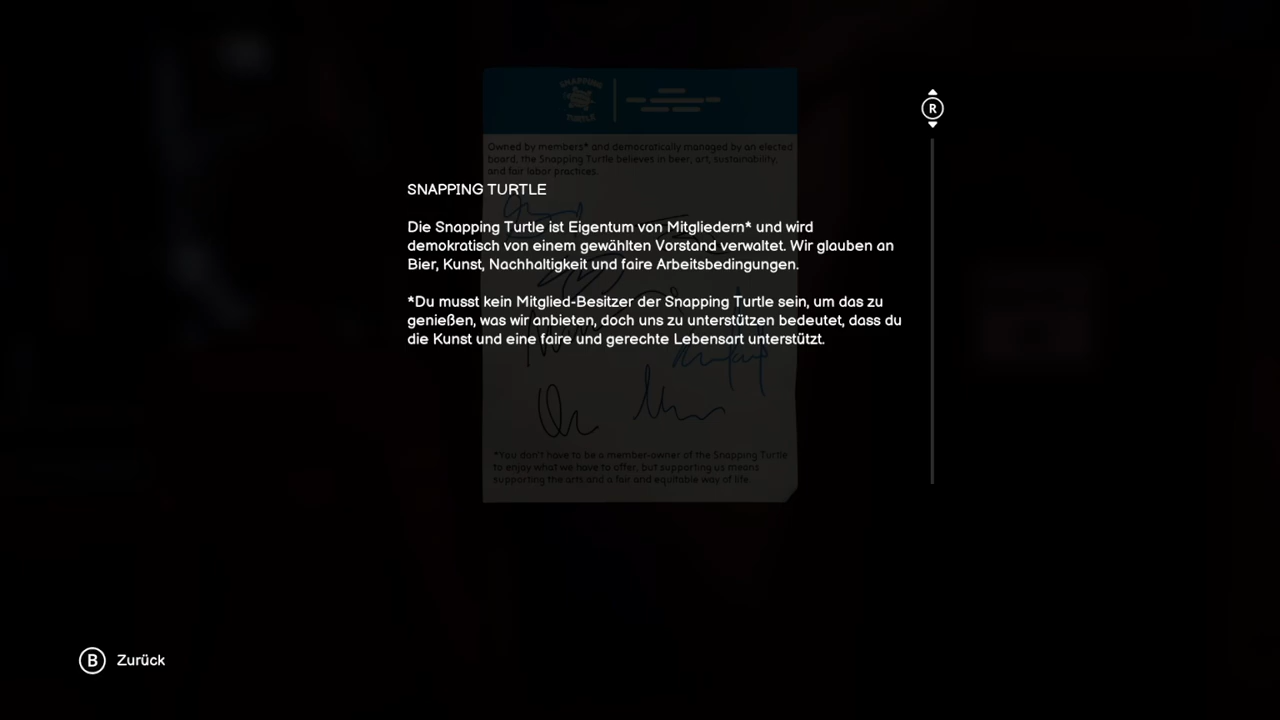 SNAPPING
TURTLE
R
Owned by members* and democratically managed by an elected
board, the Snapping Turtle believes in beer, art, sustainability,
and fair labor practices.
SNAPPING TURTLE
Die Snapping Turtle ist Eigentum von Mitgliedern* und wird
demokratisch von einem gewählten Vorstand verwaltet. Wir glauben an
Bier, Kunst, Nachhaltigkeit und faire Arbeitsbedingungen.
*Du musst kein Mitglied-Besitzer der Snapping Turtle sein, um das zu
genießen, was wir anbieten, doch uns zu unterstützen bedeutet, dass du
die Kunst und eine faire und gerechte Lebensart unterstützt.
*You don't have to be a member-owner of the Snapping Turtle
to enjoy what we have to offer, but supporting us means
supporting the arts and a fair and equitable way of life.
B Zurück